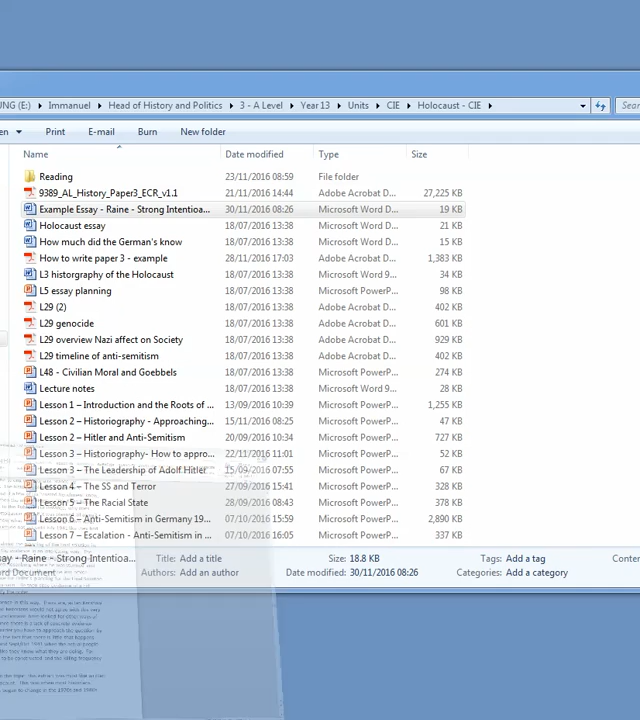 UNG (E:) ▸ Immanuel ▸ Head of History and Politics ▸ 3 - A Level ▸ Year 13 ▸ Units ▸ CIE ▸ Holocaust - CIE ▸ Sear
en Print E-mail Burn New folder
Name Date modified Type Size
Reading 23/11/2016 08:59 File folder
9389_AL_History_Paper3_ECR_v1.1 21/11/2016 14:44 Adobe Acrobat D... 27,225 KB
Example Essay - Raine - Strong Intentioa... 30/11/2016 08:26 Microsoft Word D... 19 KB
Holocaust essay 18/07/2016 13:38 Microsoft Word D... 21 KB
How much did the German's know 18/07/2016 13:38 Microsoft Word D... 15 KB
How to write paper 3 - example 28/11/2016 17:03 Adobe Acrobat D... 1,383 KB
L3 historgraphy of the Holocaust 18/07/2016 13:38 Microsoft Word 9... 34 KB
L5 essay planning 18/07/2016 13:38 Microsoft PowerP... 98 KB
L29 (2) 18/07/2016 13:38 Adobe Acrobat D... 402 KB
L29 genocide 18/07/2016 13:38 Adobe Acrobat D... 601 KB
L29 overview Nazi affect on Society 18/07/2016 13:38 Adobe Acrobat D... 929 KB
L29 timeline of anti-semitism 18/07/2016 13:38 Adobe Acrobat D... 402 KB
L48 - Civilian Moral and Goebbels 18/07/2016 13:38 Microsoft PowerP... 274 KB
Lecture notes 18/07/2016 13:38 Microsoft Word 9... 28 KB
Lesson 1 – Introduction and the Roots of ... 13/09/2016 10:39 Microsoft PowerP... 1,255 KB
Lesson 2 – Historiography - Approaching... 15/11/2016 08:25 Microsoft PowerP... 47 KB
Lesson 2 – Hitler and Anti-Semitism 20/09/2016 10:34 Microsoft PowerP... 727 KB
Lesson 3 – Historiography- How to appro... 22/11/2016 11:01 Microsoft PowerP... 52 KB
Lesson 3 – The Leadership of Adolf Hitler 07:55 Microsoft PowerP... 67 KB
Lesson 4 – The SS and Terror 27/09/2016 15:41 Microsoft PowerP... 328 KB
Lesson 5 – The Racial State 28/09/2016 08:43 Microsoft PowerP... 378 KB
Lesson 6 – Anti-Semitism in Germany 19... 07/10/2016 15:59 Microsoft PowerP... 2,890 KB
Lesson 7 – Escalation - Anti-Semitism in ... 07/10/2016 16:05 Microsoft PowerP... 337 KB
say - Raine - Strong Intentioa... Title: Add a title Size: 18.8 KB Tags: Add a tag Conten
ord Document Authors: Add an author Date modified: 30/11/2016 08:26 Categories: Add a category